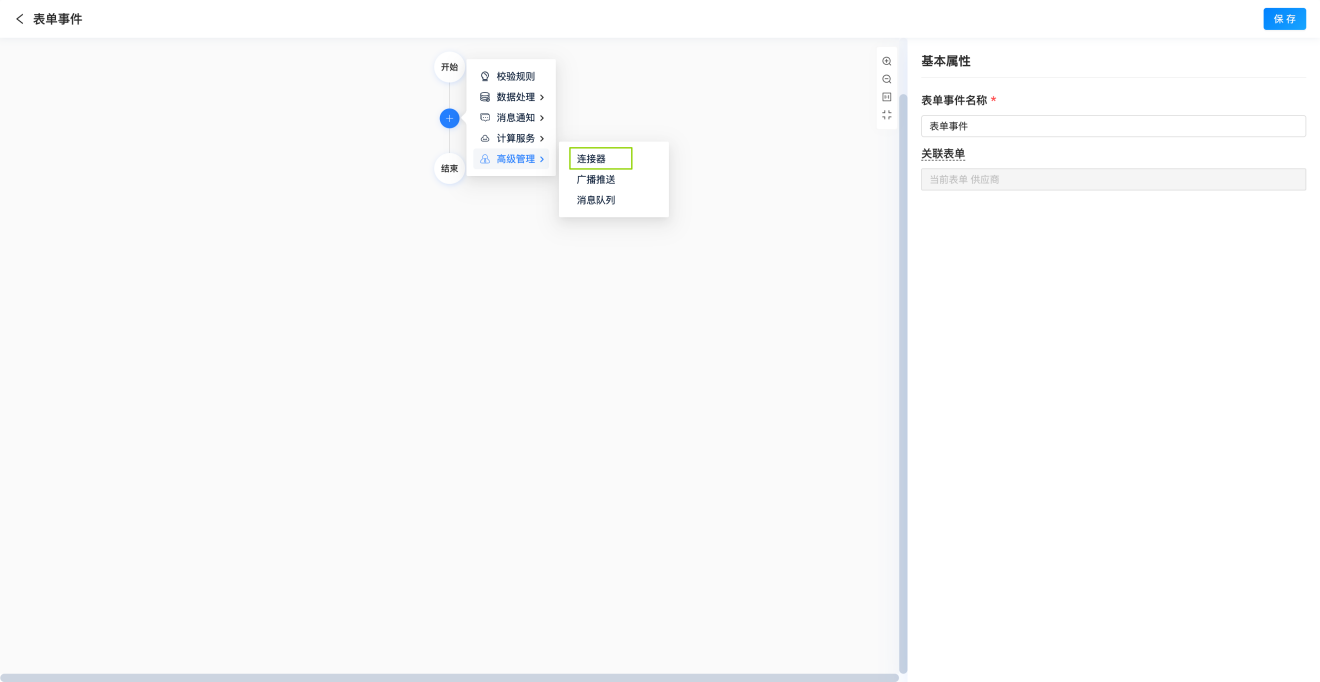 表单事件
保 存
开始
校验规则
数据处理
消息通知
计算服务
高级管理
结束
连接器
广播推送
消息队列
基本属性
表单事件名称 *
表单事件
关联表单
当前表单 供应商